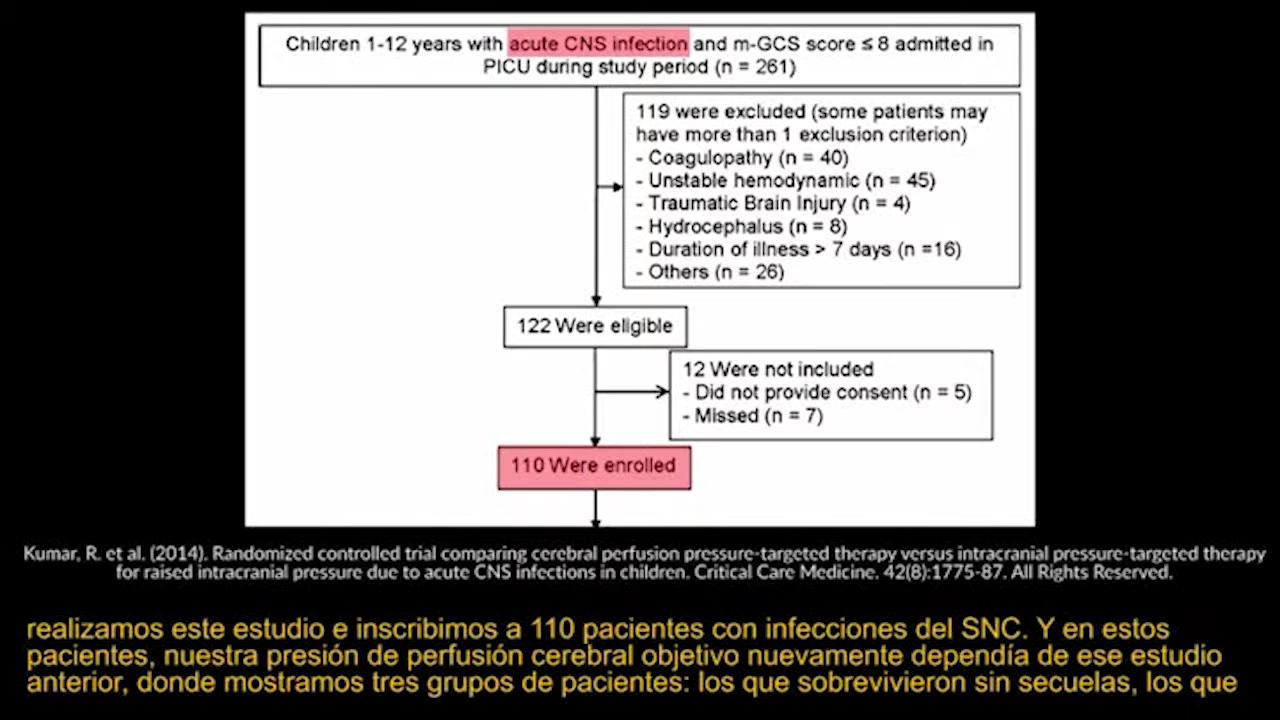 Children 1-12 years with acute CNS infection and m-GCS score ≤ 8 admitted in
PICU during study period (n = 261)
119 were excluded (some patients may
have more than 1 exclusion criterion)
- Coagulopathy (n = 40)
- Unstable hemodynamic (n = 45)
- Traumatic Brain Injury (n = 4)
- Hydrocephalus (n = 8)
- Duration of illness > 7 days (n =16)
- Others (n = 26)
122 Were eligible
12 Were not included
- Did not provide consent (n = 5)
- Missed (n = 7)
110 Were enrolled
Kumar, R. et al. (2014). Randomized controlled trial comparing cerebral perfusion pressure-targeted therapy versus intracranial pressure-targeted therapy
for raised intracranial pressure due to acute CNS infections in children. Critical Care Medicine. 42(8):1775-87. All Rights Reserved.
realizamos este estudio e inscribimos a 110 pacientes con infecciones del SNC. Y en estos
pacientes, nuestra presión de perfusión cerebral objetivo nuevamente dependía de ese estudio
anterior, donde mostramos tres grupos de pacientes: los que sobrevivieron sin secuelas, los que